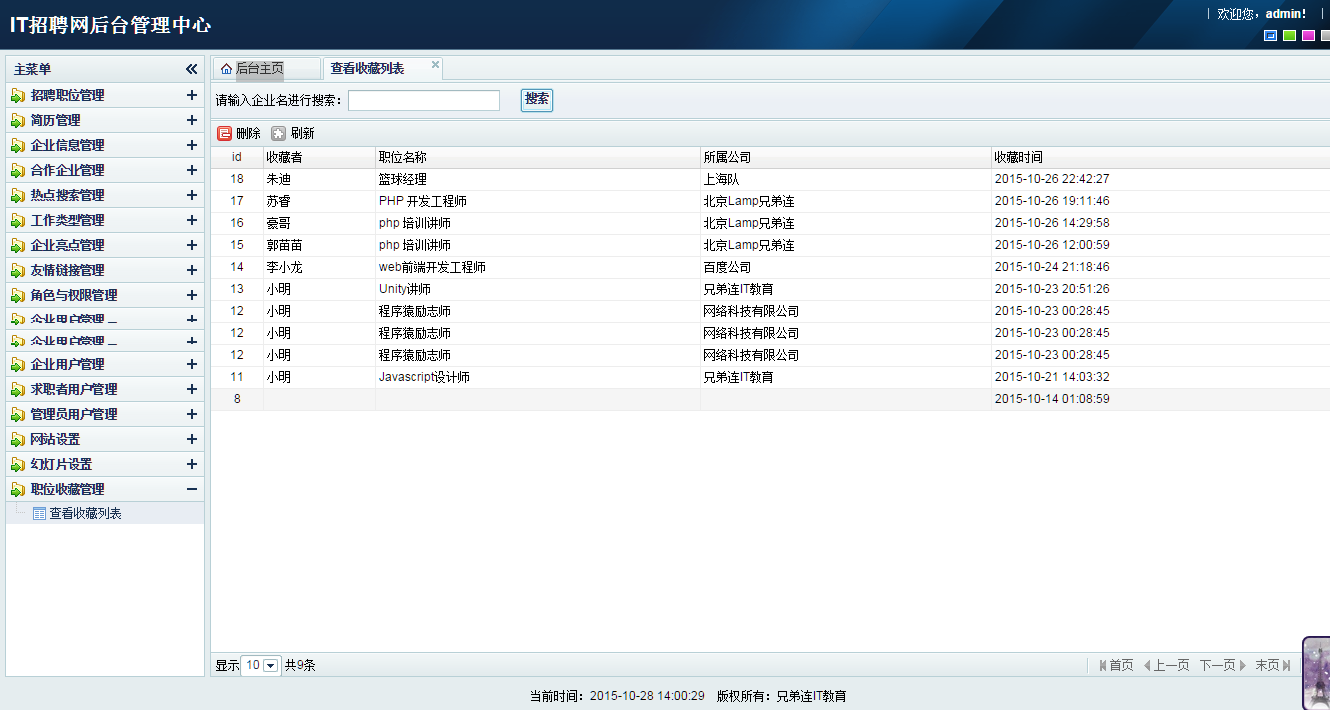 IT招聘网后台管理中心
欢迎您，admin!
主菜单
招聘职位管理
简历管理
企业信息管理
合作企业管理
热点搜索管理
工作类型管理
企业亮点管理
友情链接管理
角色与权限管理
企业用户管理 _
企业用户管理 _
企业用户管理
求职者用户管理
管理员用户管理
网站设置
幻灯片设置
职位收藏管理
查看收藏列表
后台主页 查看收藏列表
请输入企业名进行搜索： 搜索
删除 刷新
id 收藏者 职位名称 所属公司 收藏时间
18 朱迪 篮球经理 上海队 2015-10-26 22:42:27
17 苏睿 PHP 开发工程师 北京Lamp兄弟连 2015-10-26 19:11:46
16 豪哥 php 培训讲师 北京Lamp兄弟连 2015-10-26 14:29:58
15 郭苗苗 php 培训讲师 北京Lamp兄弟连 2015-10-26 12:00:59
14 李小龙 web前端开发工程师 百度公司 2015-10-24 21:18:46
13 小明 Unity讲师 兄弟连IT教育 2015-10-23 20:51:26
12 小明 程序猿励志师 网络科技有限公司 2015-10-23 00:28:45
12 小明 程序猿励志师 网络科技有限公司 2015-10-23 00:28:45
12 小明 程序猿励志师 网络科技有限公司 2015-10-23 00:28:45
11 小明 Javascript设计师 兄弟连IT教育 2015-10-21 14:03:32
8 2015-10-14 01:08:59
显示 10 共9条 首页 上一页 下一页 末页
当前时间：2015-10-28 14:00:29 版权所有：兄弟连IT教育